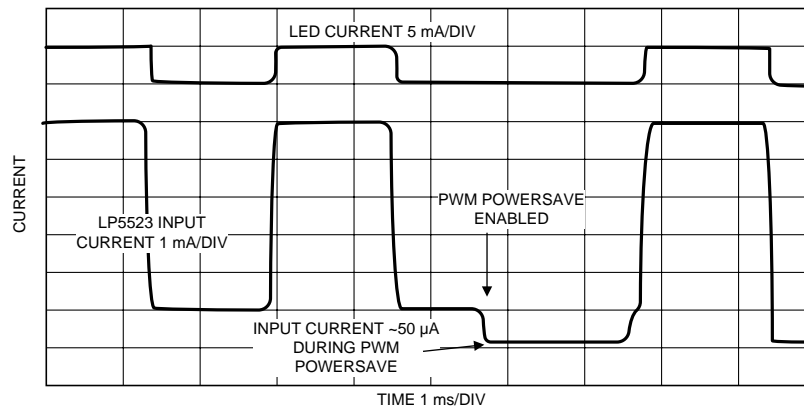 LED CURRENT 5 mA/DIV
CURRENT
LP5523 INPUT
CURRENT 1 mA/DIV
PWM POWERSAVE
ENABLED
INPUT CURRENT ~50 µA
DURING PWM
POWERSAVE
TIME 1 ms/DIV